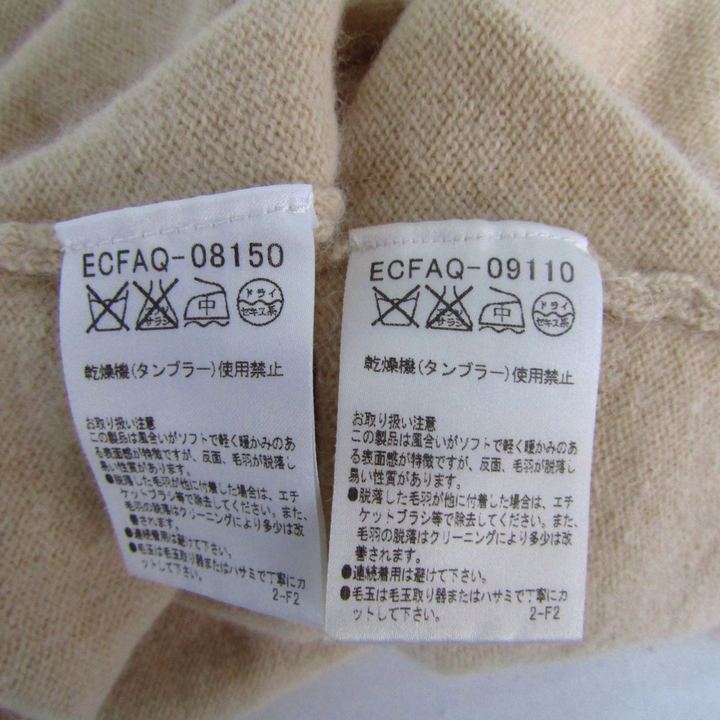 ECFAQ-08150
エンソ
サラシ
中
ドライ
セキユ系
乾燥機(タンブラー)使用禁止
お取り扱い注意
この製品は風合いがソフトで軽く暖かみのあ
る表面感が特徴ですが、反面、毛羽が脱落し
易い性質があります。
●脱落した毛羽が他に付着した場合は、エチ
ケットブラシ等で除去してください。また、
毛羽の脱落はクリーニングにより多少は改
善されます。
●連続着用は避けて下さい。
●毛玉は毛玉取り器またはハサミで丁寧にカ
ットして下さい。
2-F2
ECFAQ-09110
エンソ
サラシ
中
ドライ
セキユ系
乾燥機(タンブラー)使用禁止
お取り扱い注意
この製品は風合いがソフトで軽く暖かみのあ
る表面感が特徴ですが、反面、毛羽が脱落し
易い性質があります。
●脱落した毛羽が他に付着した場合は、エチ
ケットブラシ等で除去してください。また、
毛羽の脱落はクリーニングにより多少は改
善されます。
●連続着用は避けて下さい。
●毛玉は毛玉取り器またはハサミで丁寧にカ
ットして下さい。
2-F2